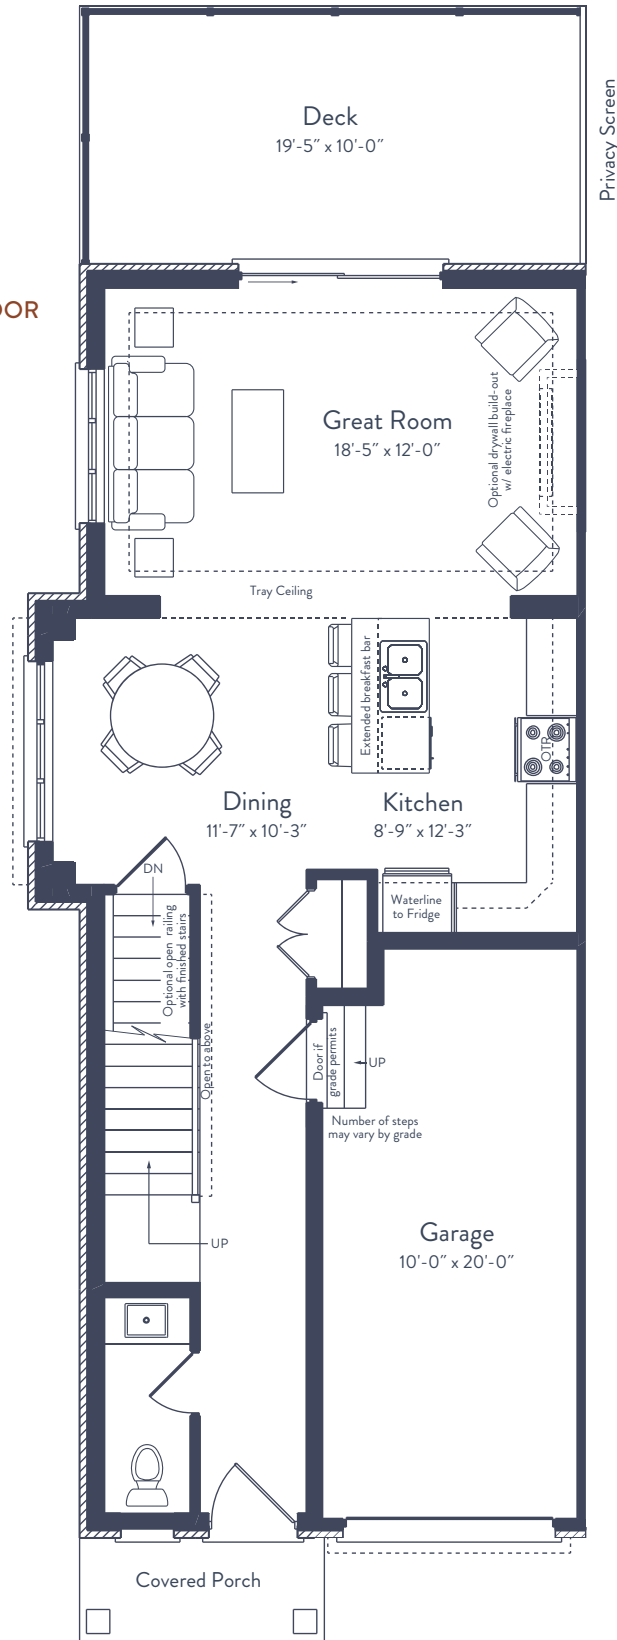 Deck
19'-5" x 10'-0"
Privacy Screen
OOR
Great Room
18'-5" x 12'-0"
Optional drywall build-out
w/ electric fireplace
Tray Ceiling
Extended breakfast bar
OTR
Dining
11'-7" x 10'-3"
Kitchen
8'-9" x 12'-3"
DN
Waterline
to Fridge
Optional open railing
with finished stairs
Open to above
Door if
grade permits
UP
Number of steps
may vary by grade
UP
Garage
10'-0" x 20'-0"
Covered Porch